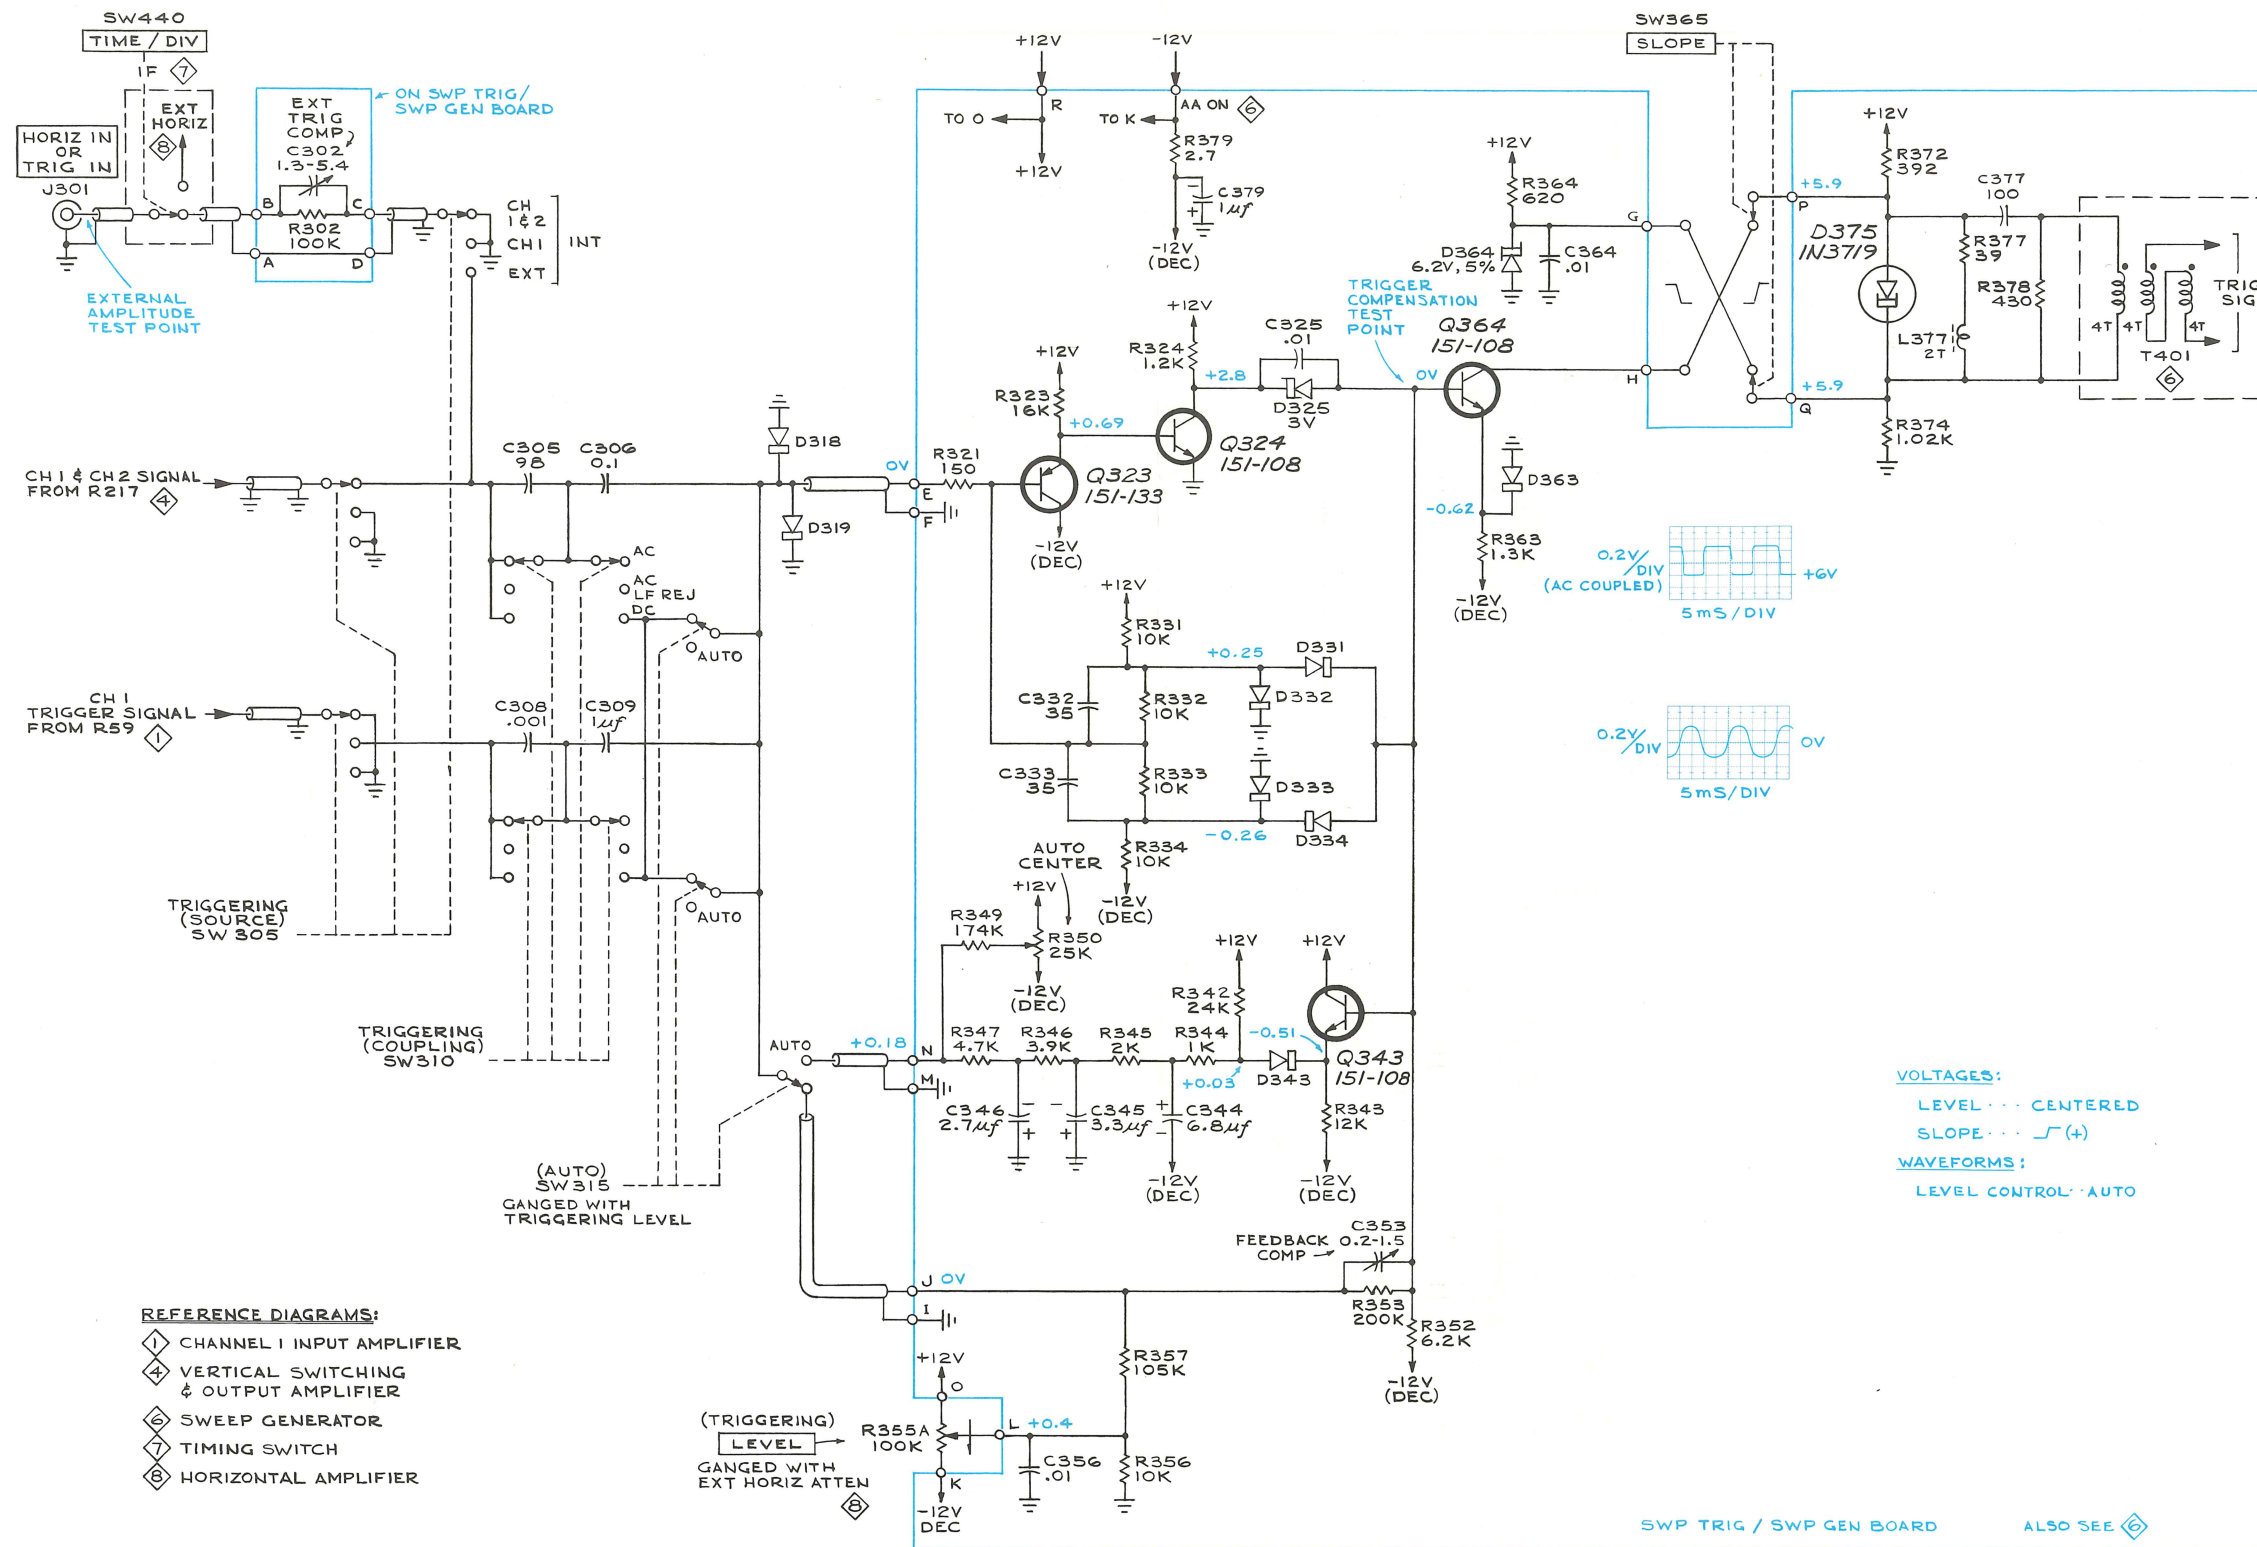 SW440
TIME / DIV
1F 7
EXT
HORIZ
8
HORIZ IN
OR
TRIG IN
J301
EXT
TRIG
COMP
C302
1.3-5.4
B
C
R302
100K
A
D
ON SWP TRIG/
SWP GEN BOARD
EXTERNAL
AMPLITUDE
TEST POINT
CH
1&2
CH1
EXT
INT
+12V
R
TO O
+12V
-12V
AA ON 6
TO K
R379
2.7
C379
1µf
-12V
(DEC)
SW365
SLOPE
+12V
R364
620
D364
6.2V, 5%
C364
.01
G
H
+5.9
P
+5.9
Q
+12V
R372
392
C377
100
D375
1N3719
R377
39
R378
430
L377
2T
4T
4T
4T
T401
6
TRIG
SIG
R374
1.02K
TRIGGER
COMPENSATION
TEST
POINT
+12V
R324
1.2K
+2.8
C325
.01
D325
3V
0V
Q364
151-108
D363
-0.62
R363
1.3K
-12V
(DEC)
+12V
R323
16K
+0.69
Q324
151-108
Q323
151-133
-12V
(DEC)
CH 1 & CH 2 SIGNAL
FROM R217 4
C305
98
C306
0.1
D318
D319
0V
E
F
R321
150
AC
AC
LF REJ
DC
AUTO
+12V
R331
10K
+0.25
D331
C332
35
R332
10K
D332
C333
35
R333
10K
D333
-0.26
D334
R334
10K
-12V
(DEC)
0.2V/
DIV
(AC COUPLED)
+6V
5mS/DIV
0.2V/
DIV
0V
5mS/DIV
CH 1
TRIGGER SIGNAL
FROM R59 1
C308
.001
C309
1µf
AUTO
TRIGGERING
(SOURCE)
SW305
AUTO
CENTER
+12V
R349
174K
R350
25K
-12V
(DEC)
TRIGGERING
(COUPLING)
SW310
AUTO
+0.18
N
M
R347
4.7K
R346
3.9K
R345
2K
R344
1K
+12V
R342
24K
+12V
-0.51
+0.03
D343
Q343
151-108
C346
2.7µf
- +
C345
3.3µf
- +
C344
6.8µf
+ -
-12V
(DEC)
R343
12K
-12V
(DEC)
(AUTO)
SW315
GANGED WITH
TRIGGERING LEVEL
FEEDBACK
COMP
C353
0.2-1.5
J 0V
I
R353
200K
R352
6.2K
-12V
(DEC)
R357
105K
+12V
O
(TRIGGERING)
LEVEL
GANGED WITH
EXT HORIZ ATTEN
8
R355A
100K
L +0.4
K
-12V
DEC
C356
.01
R356
10K
VOLTAGES:
LEVEL ··· CENTERED
SLOPE ··· (+)
WAVEFORMS:
LEVEL CONTROL ·· AUTO
REFERENCE DIAGRAMS:
1 CHANNEL 1 INPUT AMPLIFIER
4 VERTICAL SWITCHING
& OUTPUT AMPLIFIER
6 SWEEP GENERATOR
7 TIMING SWITCH
8 HORIZONTAL AMPLIFIER
SWP TRIG / SWP GEN BOARD
ALSO SEE 6